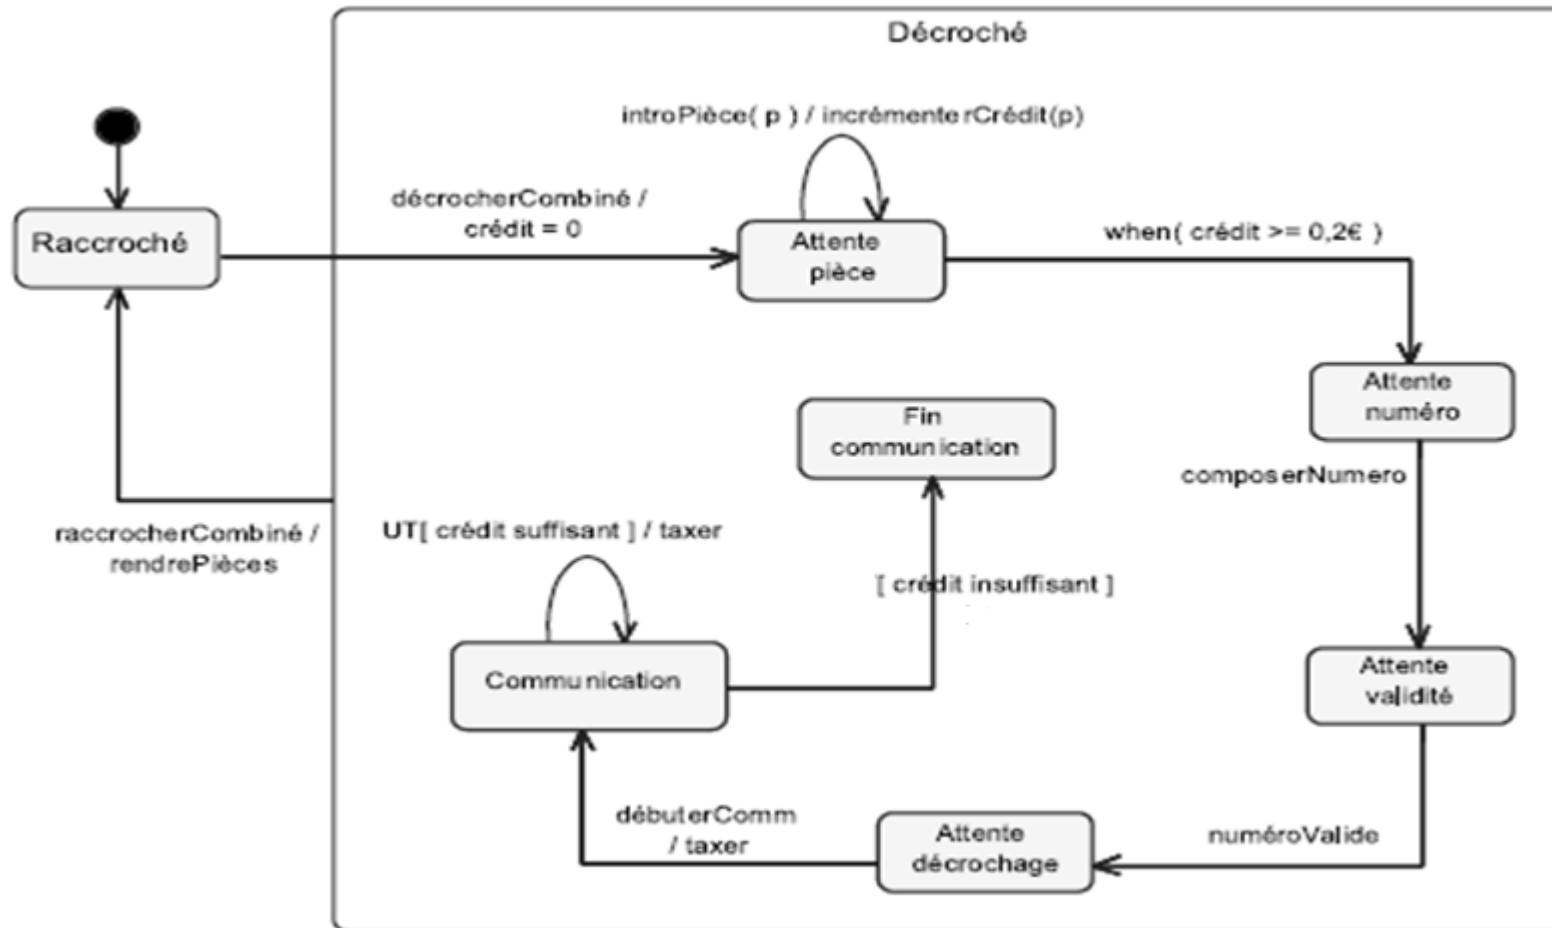 Décroché
introPièce( p ) / incrémenterCrédit(p)
décrocherCombiné /
crédit = 0
Raccroché
Attente
pièce
when( crédit >= 0,2€ )
Attente
numéro
Fin
communication
composerNumero
raccrocherCombiné /
rendrePièces
UT[ crédit suffisant ] / taxer
[ crédit insuffisant ]
Communication
Attente
validité
débuterComm
/ taxer
Attente
décrochage
numéroValide